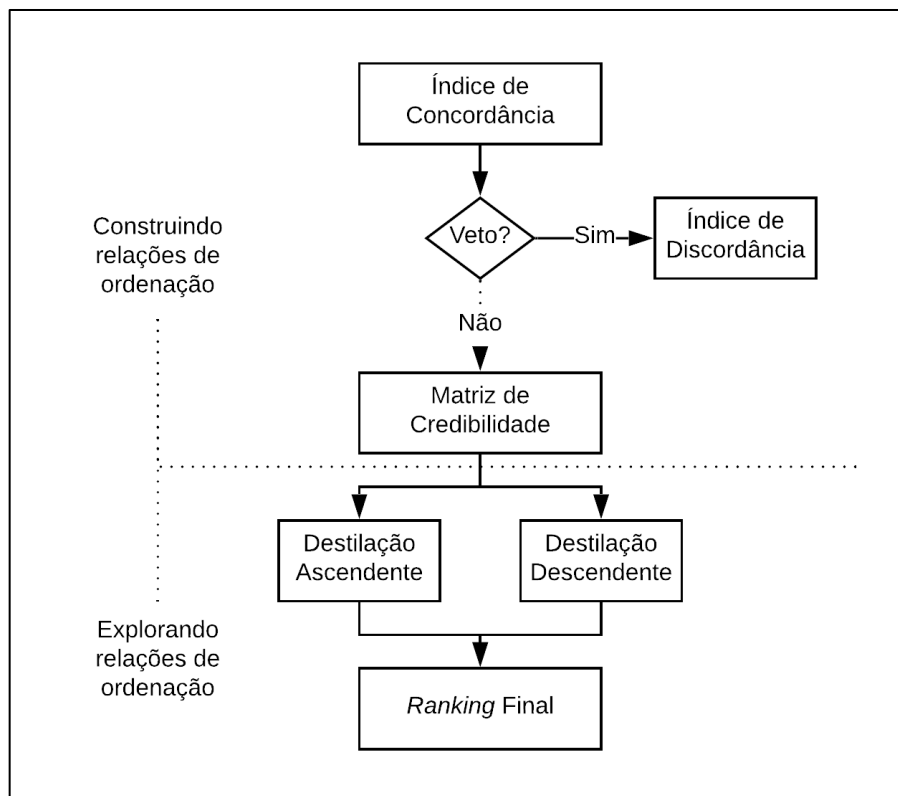 Índice de
Concordância
Construindo
relações de
ordenação
Veto?
Sim
Índice de
Discordância
Não
Matriz de
Credibilidade
Destilação
Ascendente
Destilação
Descendente
Explorando
relações de
ordenação
Ranking Final